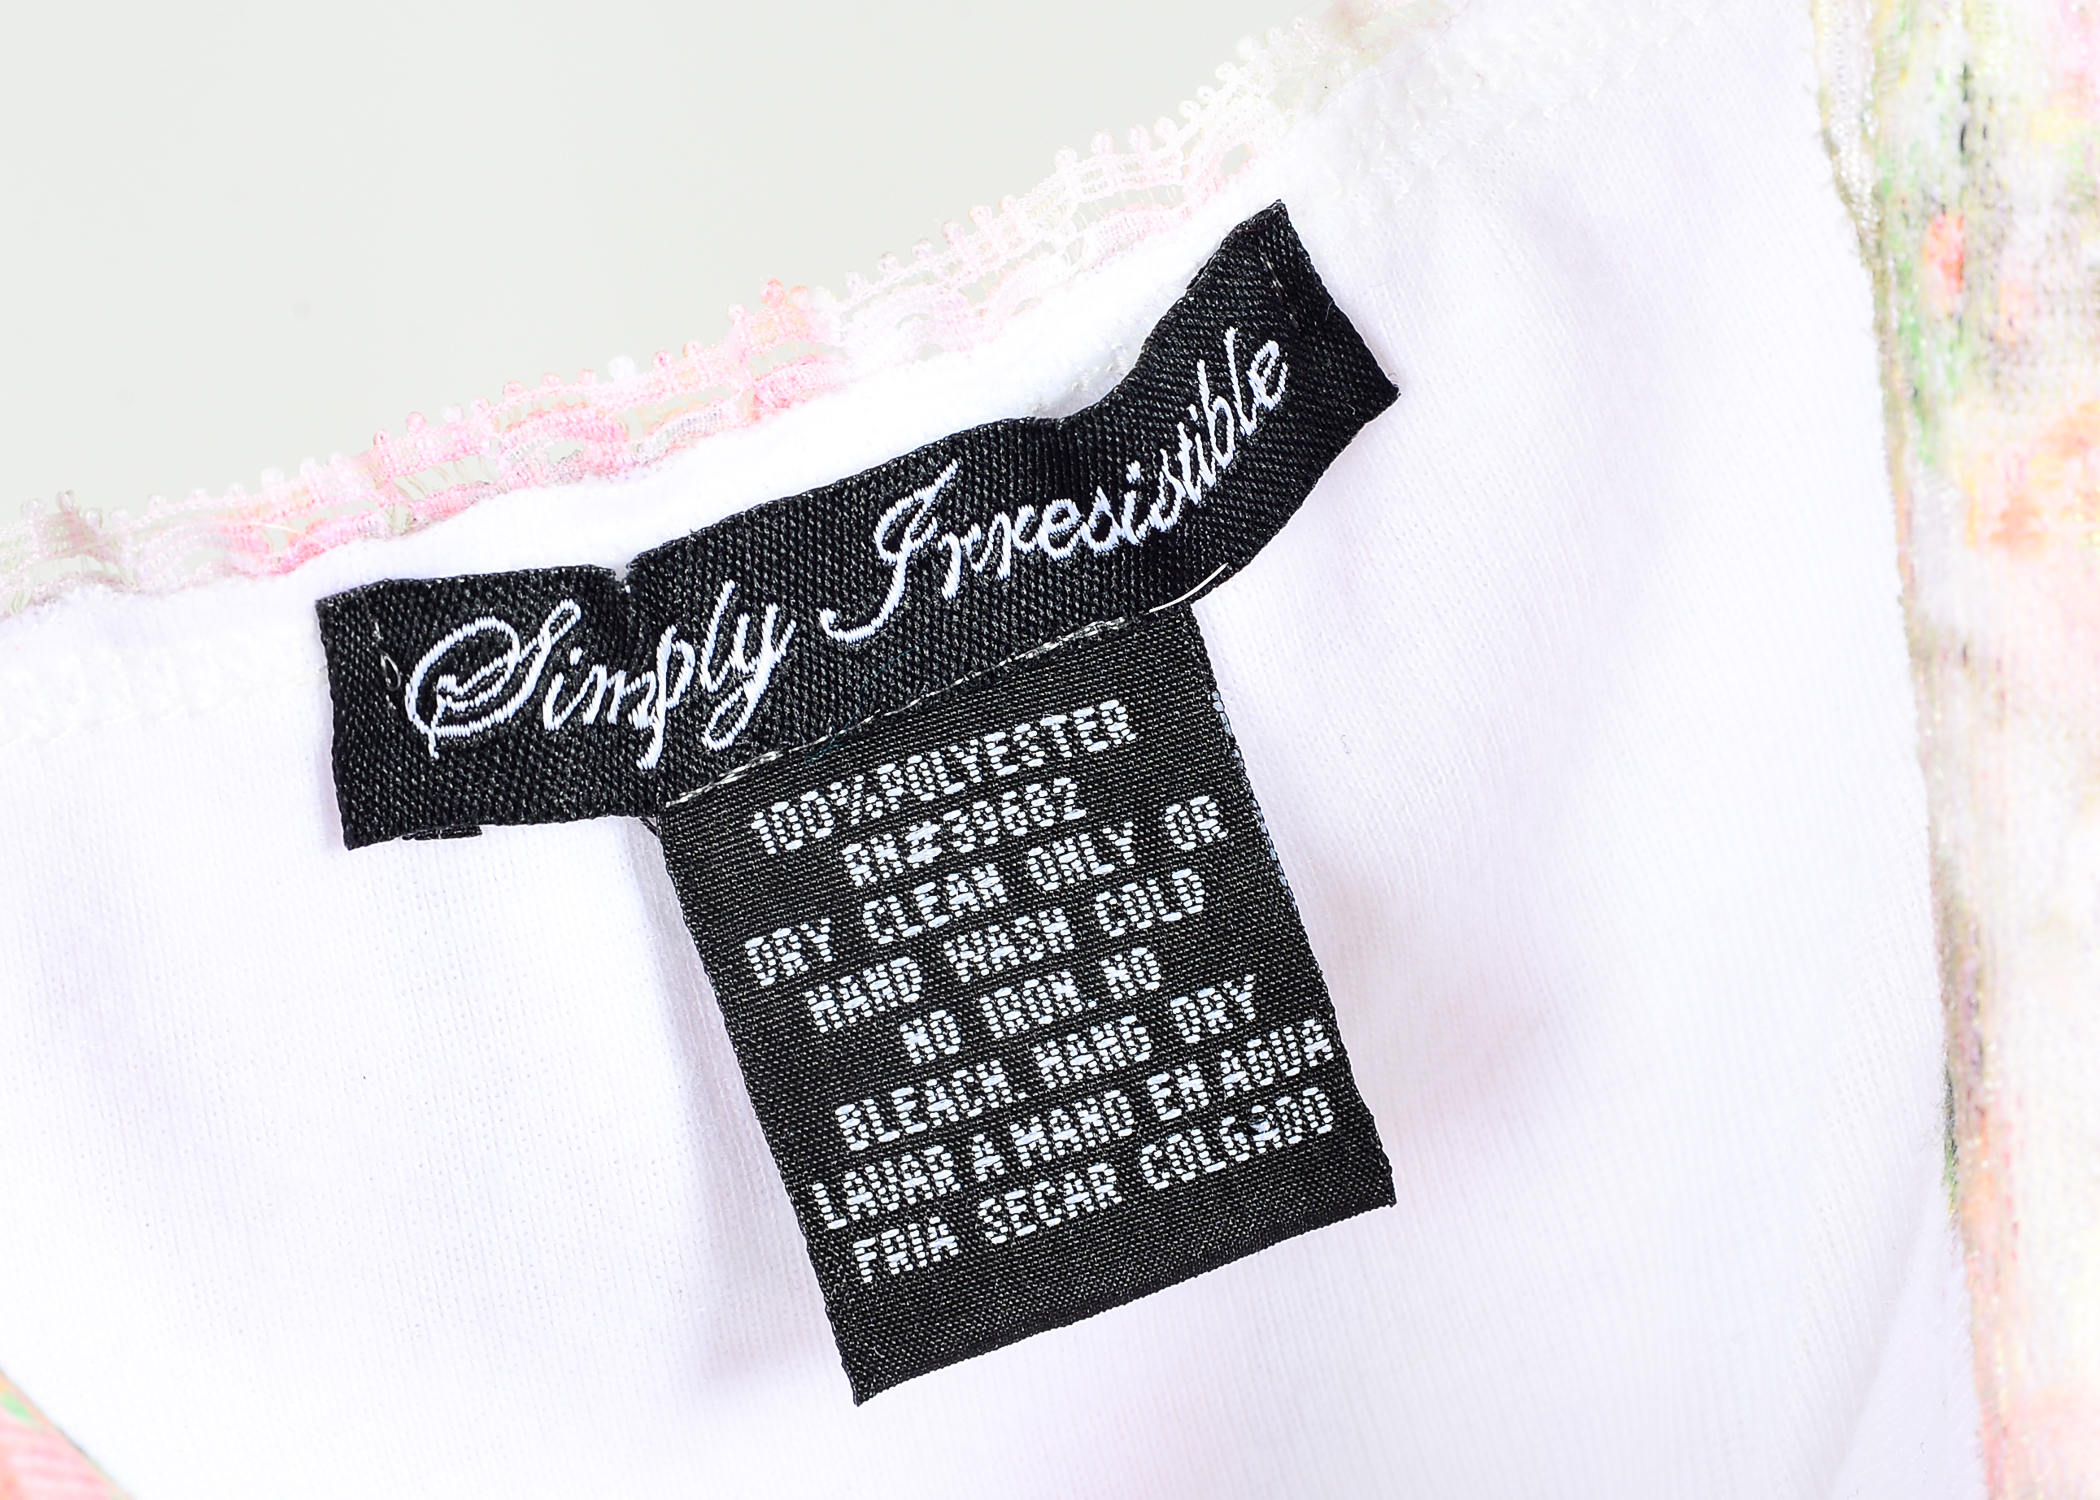 Simply Irresistible
100%POLYESTER
RN#39682
DRY CLEAN ONLY OR
HAND WASH COLD
NO IRON.NO
BLEACH HANG DRY
LAVAR A MANO EN AGUA
FRIA SECAR COLGADO